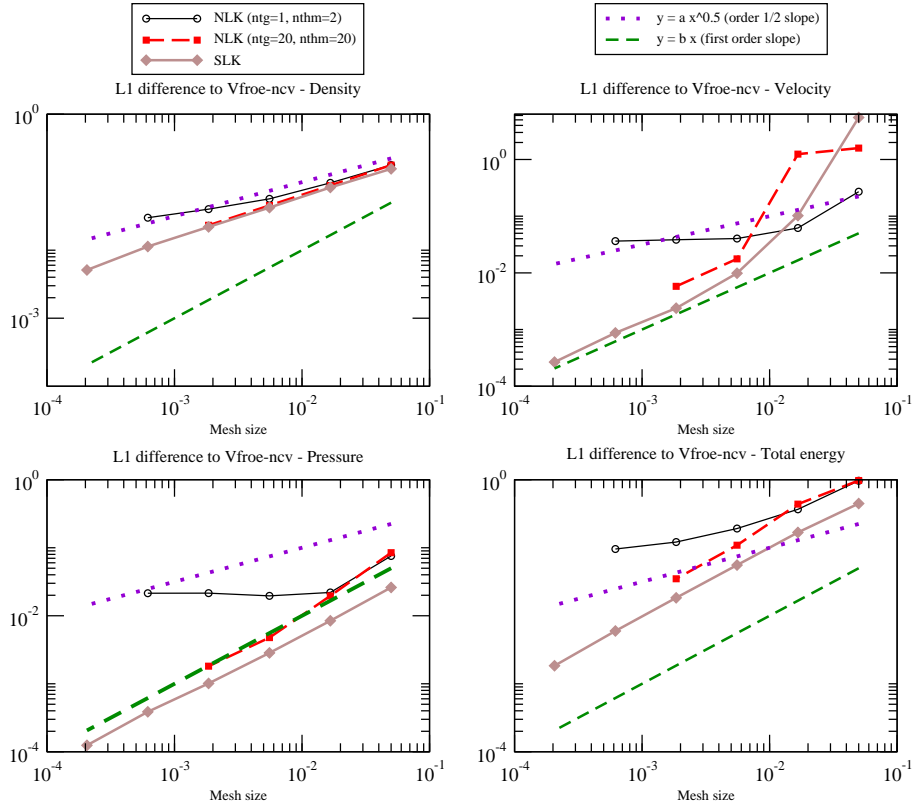 NLK (ntg=1, nthm=2)
NLK (ntg=20, nthm=20)
SLK
y = a x^0.5 (order 1/2 slope)
y = b x (first order slope)
L1 difference to Vfroe-ncv - Density
10^0
10^-3
10^-4
10^-3
10^-2
10^-1
Mesh size
L1 difference to Vfroe-ncv - Velocity
10^0
10^-2
10^-4
10^-4
10^-3
10^-2
10^-1
Mesh size
L1 difference to Vfroe-ncv - Pressure
10^0
10^-2
10^-4
10^-4
10^-3
10^-2
10^-1
Mesh size
L1 difference to Vfroe-ncv - Total energy
10^0
10^-2
10^-4
10^-4
10^-3
10^-2
10^-1
Mesh size